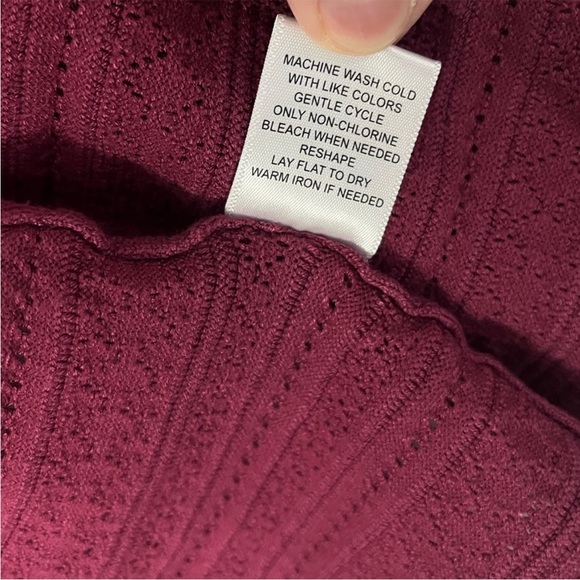 MACHINE WASH COLD
WITH LIKE COLORS
GENTLE CYCLE
ONLY NON-CHLORINE
BLEACH WHEN NEEDED
RESHAPE
LAY FLAT TO DRY
WARM IRON IF NEEDED